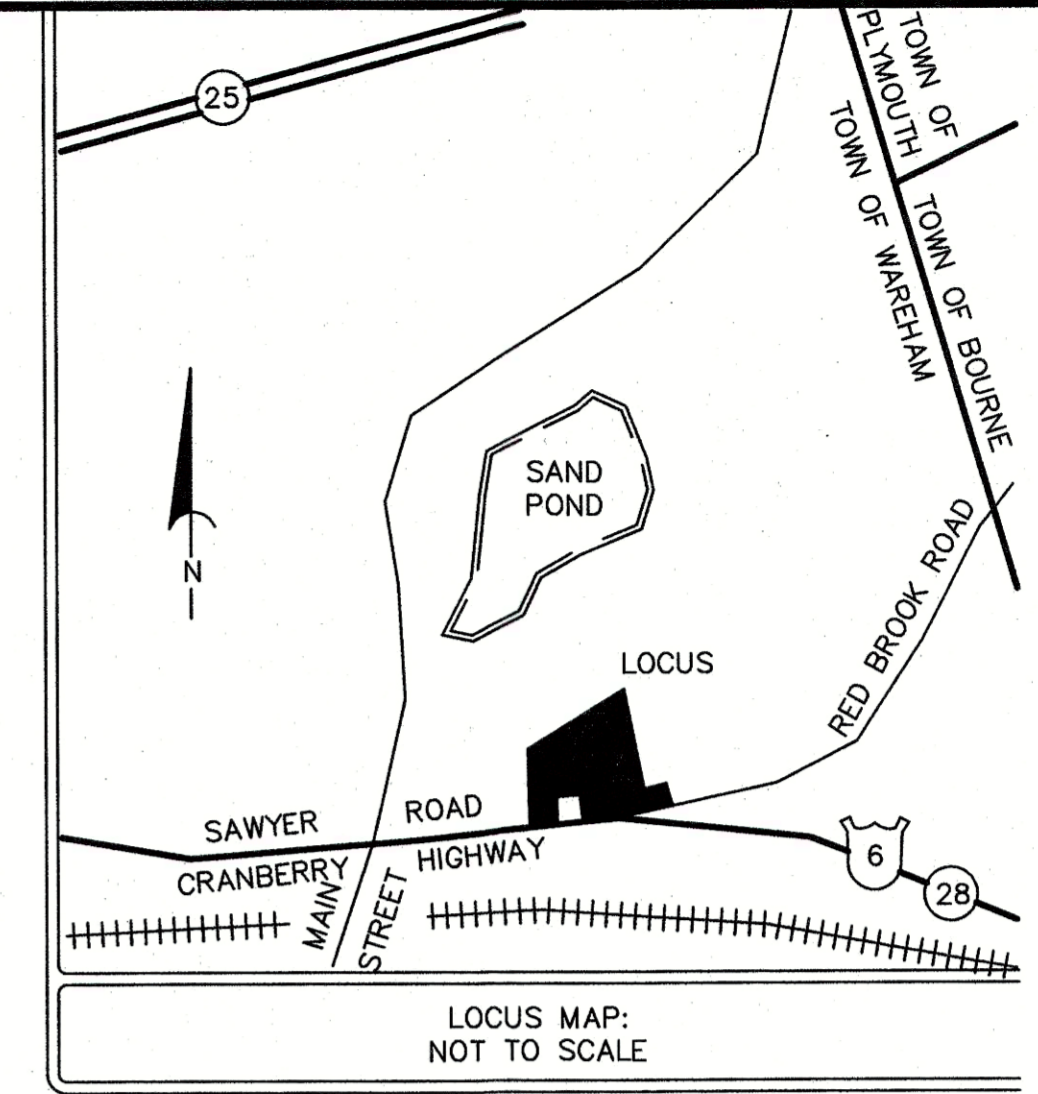 25
TOWN OF
PLYMOUTH
TOWN OF WAREHAM
TOWN OF BOURNE
SAND
POND
N
LOCUS
RED BROOK ROAD
SAWYER ROAD
CRANBERRY HIGHWAY
MAIN STREET
6
28
LOCUS MAP:
NOT TO SCALE